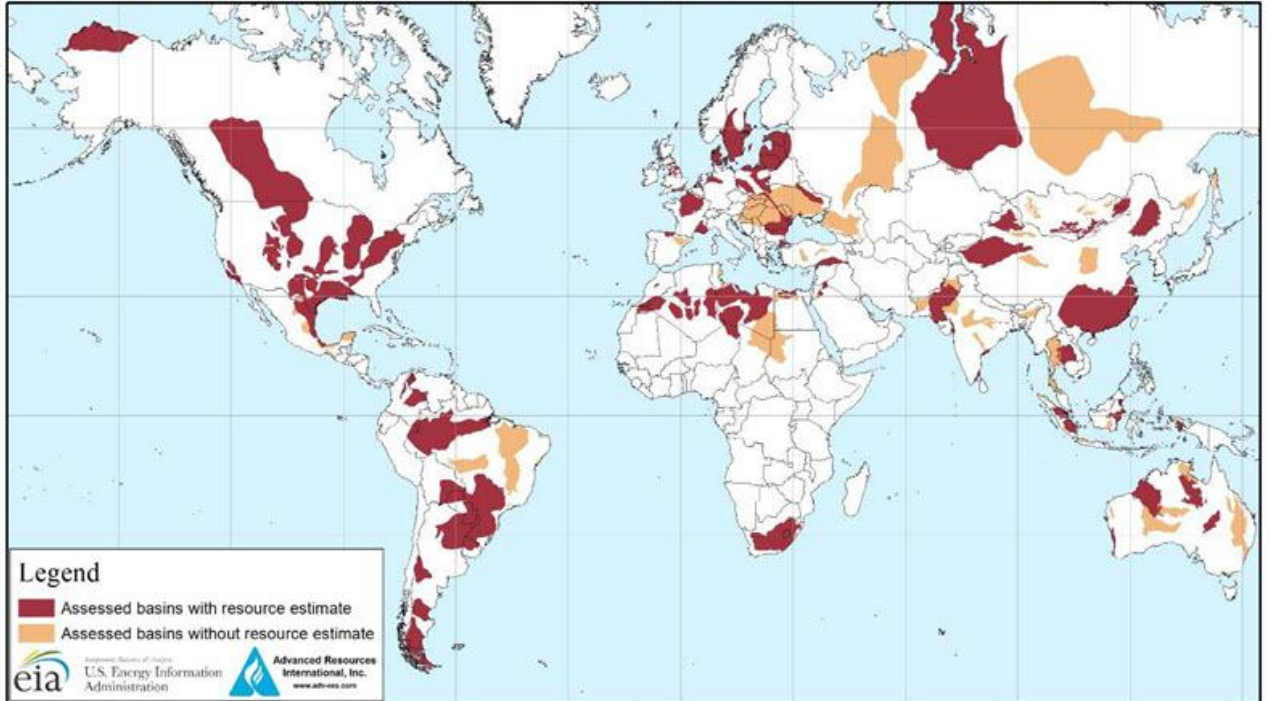 Legend
Assessed basins with resource estimate
Assessed basins without resource estimate
eia
U.S. Energy Information
Administration
Advanced Resources
International, Inc.
www.adv-res.com